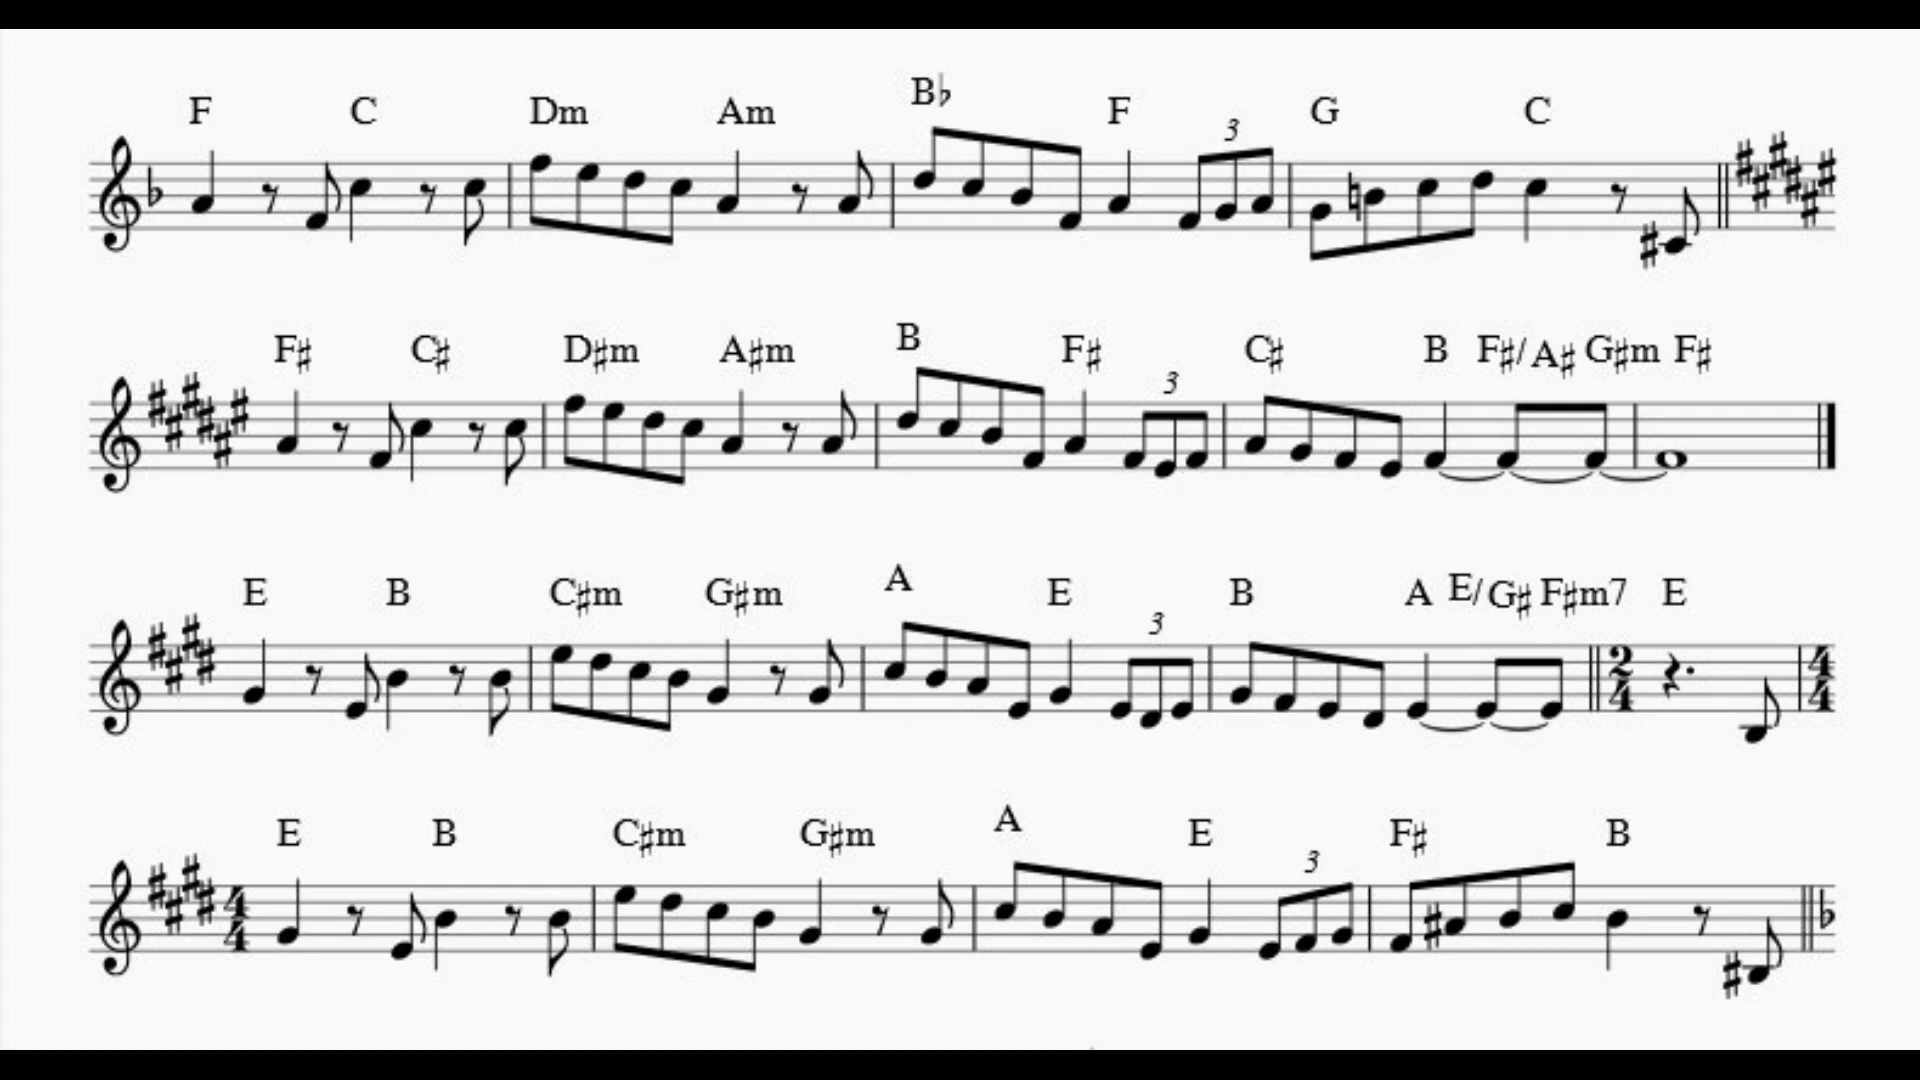 F C Dm Am B♭ F G C
3
F♯ C♯ D♯m A♯m B F♯ C♯ B F♯/A♯ G♯m F♯
3
E B C♯m G♯m A E B A E/G♯ F♯m7 E
3
2
4
4
4
E B C♯m G♯m A E F♯ B
3
4
4